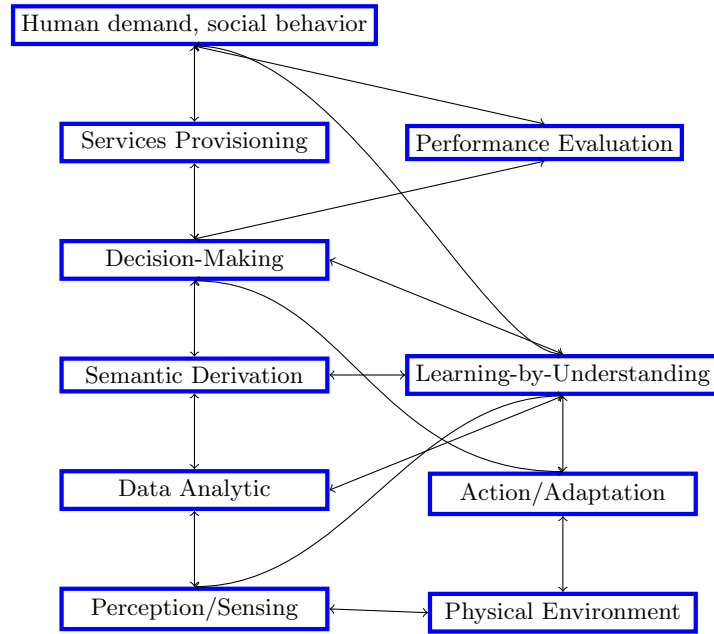 Human demand, social behavior
Services Provisioning
Performance Evaluation
Decision-Making
Semantic Derivation
Learning-by-Understanding
Data Analytic
Action/Adaptation
Perception/Sensing
Physical Environment